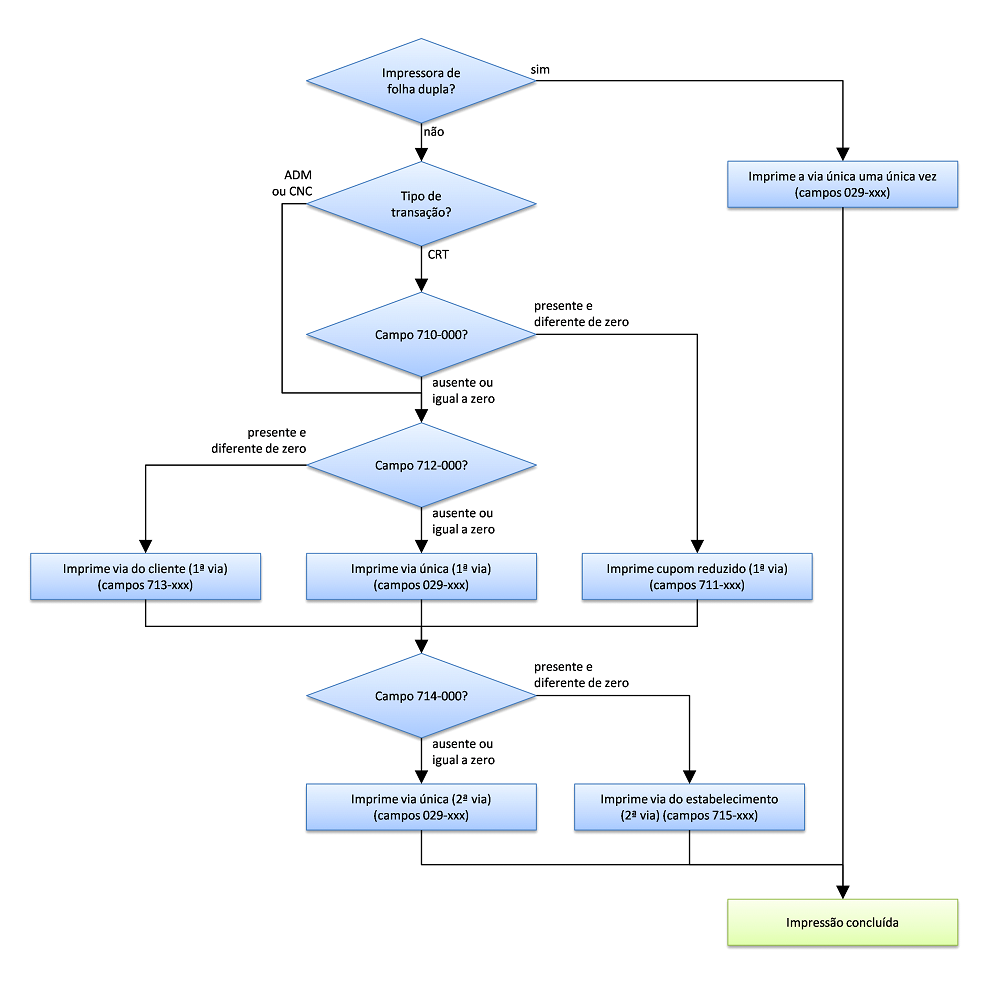 Impressora de
folha dupla?
sim
não
Imprime a via única uma única vez
(campos 029-xxx)
ADM
ou CNC
Tipo de
transação?
CRT
presente e
diferente de zero
Campo 710-000?
ausente ou
igual a zero
presente e
diferente de zero
Campo 712-000?
ausente ou
igual a zero
Imprime via do cliente (1ª via)
(campos 713-xxx)
Imprime via única (1ª via)
(campos 029-xxx)
Imprime cupom reduzido (1ª via)
(campos 711-xxx)
presente e
diferente de zero
Campo 714-000?
ausente ou
igual a zero
Imprime via única (2ª via)
(campos 029-xxx)
Imprime via do estabelecimento
(2ª via) (campos 715-xxx)
Impressão concluída